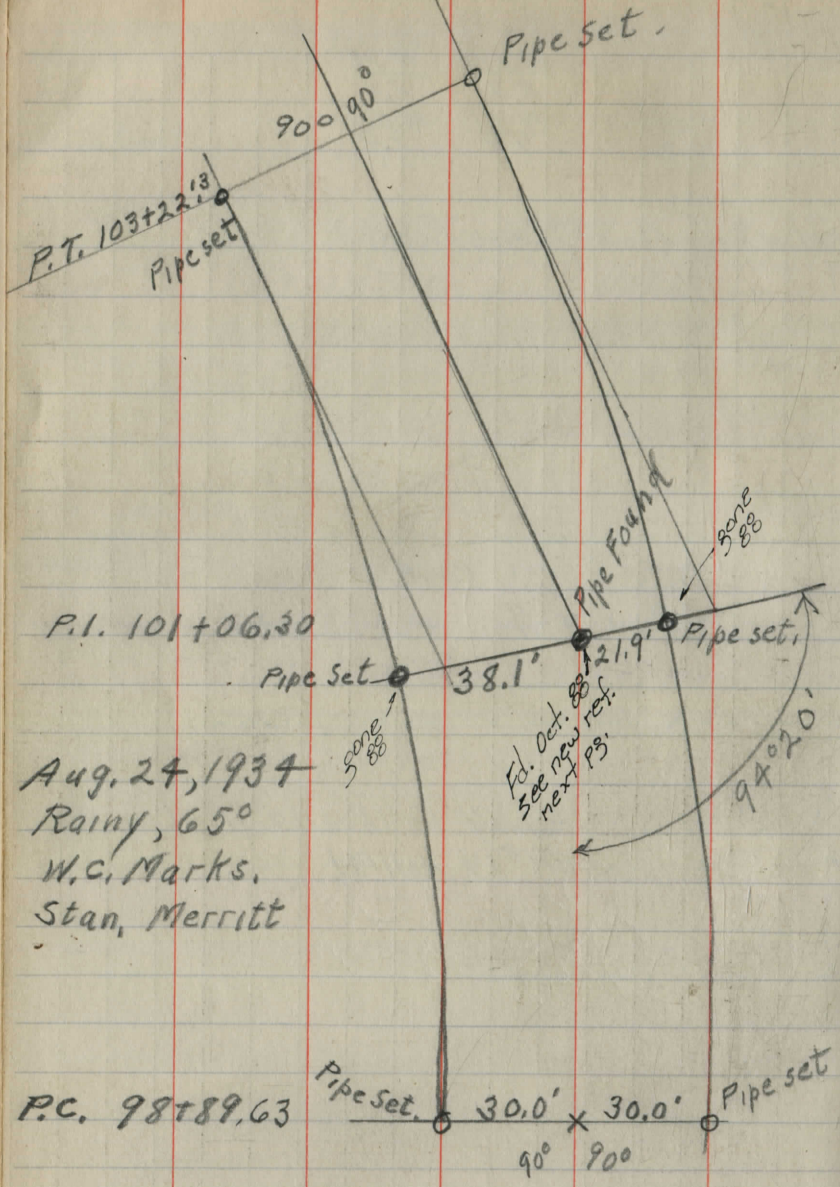 Pipe set.
90° 90°
P.T. 103+22.3
Pipe set
Pipe Found
gone
88
P.I. 101+06.30
Pipe Set
38.1'
21.9'
Pipe set.
gone
88
Fd. Oct. 88
See new ref.
next pg.
94°20'
Aug. 24, 1934
Rainy, 65°
W.C. Marks.
Stan, Merritt
P.C. 98+89.63
Pipe set.
30.0' 30.0'
Pipe set
90° 90°